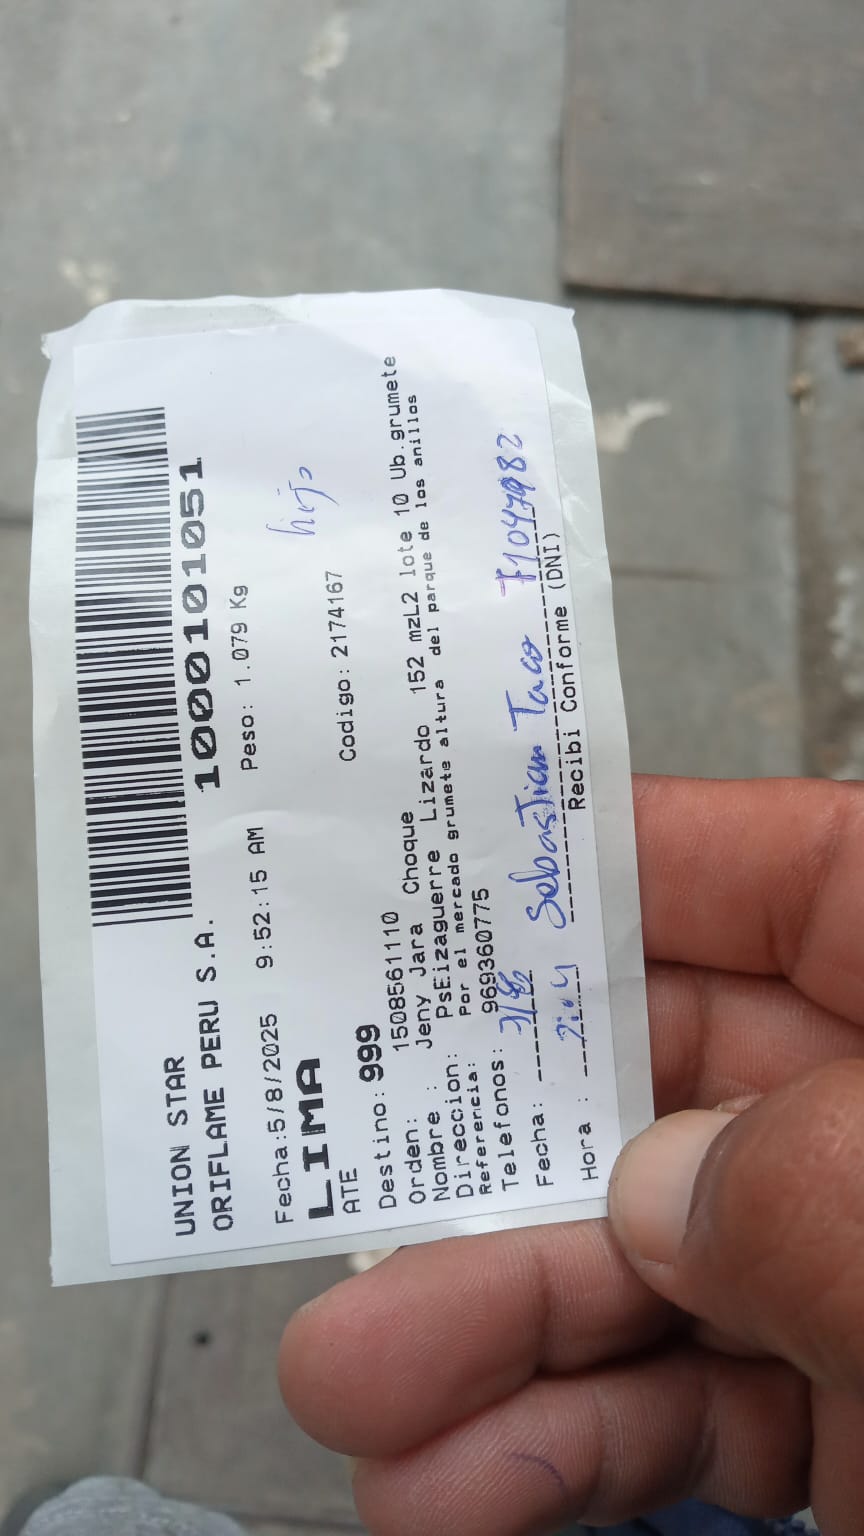 UNION STAR
ORIFLAME PERU S.A. 1000101051
Fecha:5/8/2025 9:52:15 AM Peso: 1.079 Kg
LIMA
hijo
ATE
Destino: 999 Codigo: 2174167
Orden: 1508561110
Nombre : Jeny Jara Choque
Direccion: PsEizaguerre Lizardo 152 mzL2 lote 10 Ub.grumete
Referencia: Por el mercado grumete altura del parque de los anillos
Telefonos: 969360775
Fecha: Sebastian Taco 71047982
Hora :
Recibi Conforme (DNI)